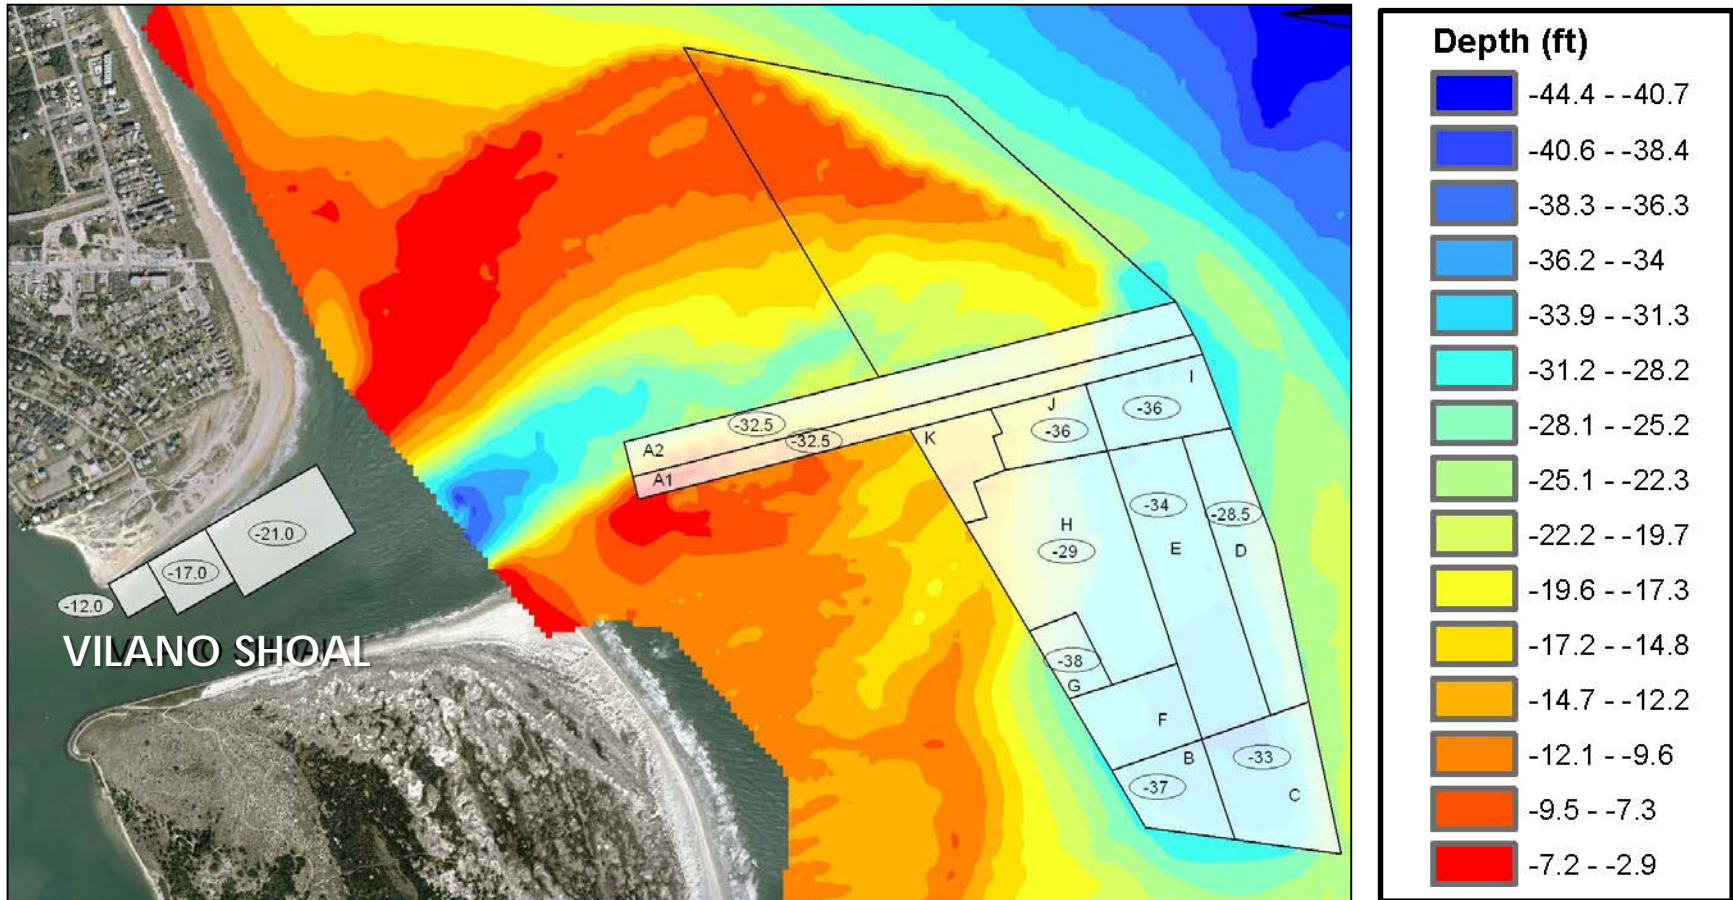 Depth (ft)
-44.4 - -40.7
-40.6 - -38.4
-38.3 - -36.3
-36.2 - -34
-33.9 - -31.3
-31.2 - -28.2
-28.1 - -25.2
-25.1 - -22.3
-22.2 - -19.7
-19.6 - -17.3
-17.2 - -14.8
-14.7 - -12.2
-12.1 - -9.6
-9.5 - -7.3
-7.2 - -2.9
I
J
-36
-36
-32.5
-32.5
K
A2
A1
-34
-28.5
-21.0
H
-29
E
D
-17.0
-12.0
VILANO SHOAL
-38
G
F
B
-33
-37
C